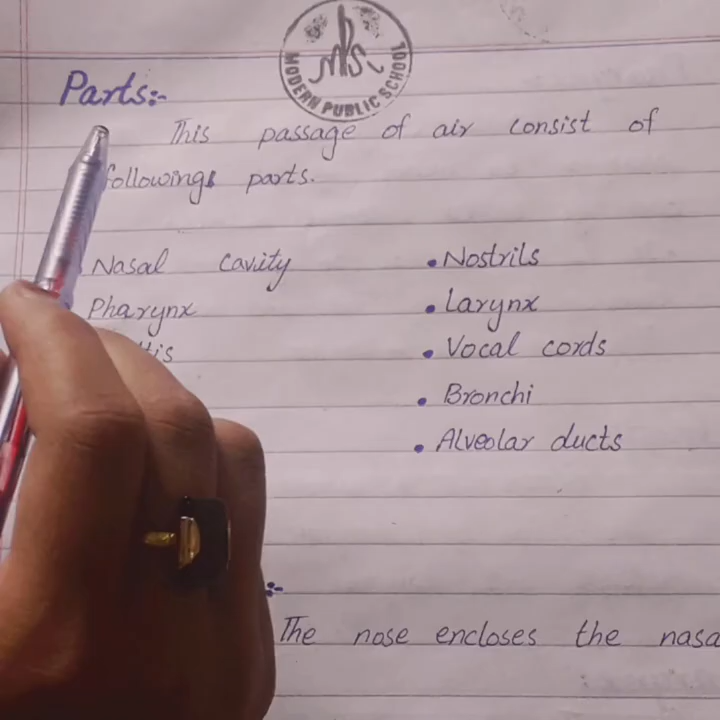 MPS
MODERN PUBLIC SCHOOL
Parts:-
This passage of air consist of
followings parts.
Nasal cavity
• Nostrils
Pharynx
• Larynx
• Vocal cords
• Bronchi
• Alveolar ducts
:-
The nose encloses the